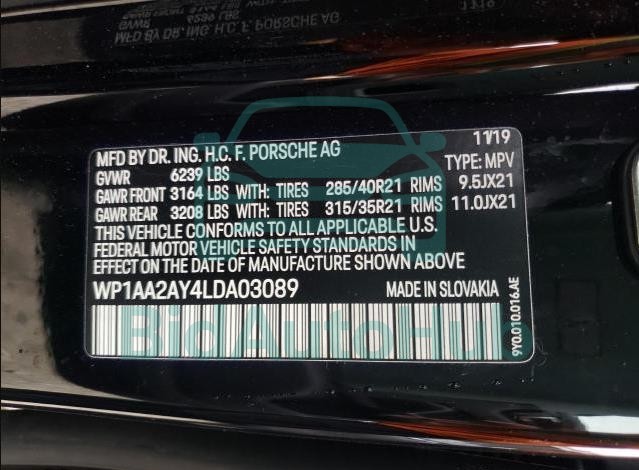 MFD BY DR. ING. H.C. F. PORSCHE AG 11/19
GVWR 6239 LBS TYPE: MPV
GAWR FRONT 3164 LBS WITH: TIRES 285/40R21 RIMS 9.5JX21
GAWR REAR 3208 LBS WITH: TIRES 315/35R21 RIMS 11.0JX21
THIS VEHICLE CONFORMS TO ALL APPLICABLE U.S.
FEDERAL MOTOR VEHICLE SAFETY STANDARDS IN
EFFECT ON THE DATE OF MANUFACTURE SHOWN ABOVE
WP1AA2AY4LDA03089 MADE IN SLOVAKIA
9Y0.010.016.AE
Bid AutoHub